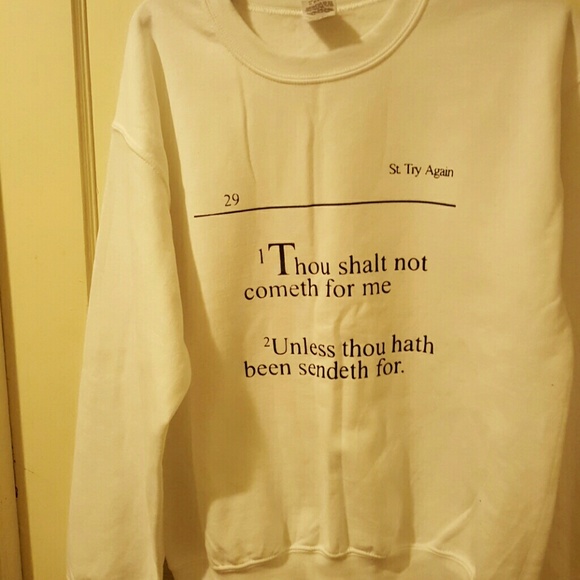 St. Try Again
29
1Thou shalt not
cometh for me
2Unless thou hath
been sendeth for.